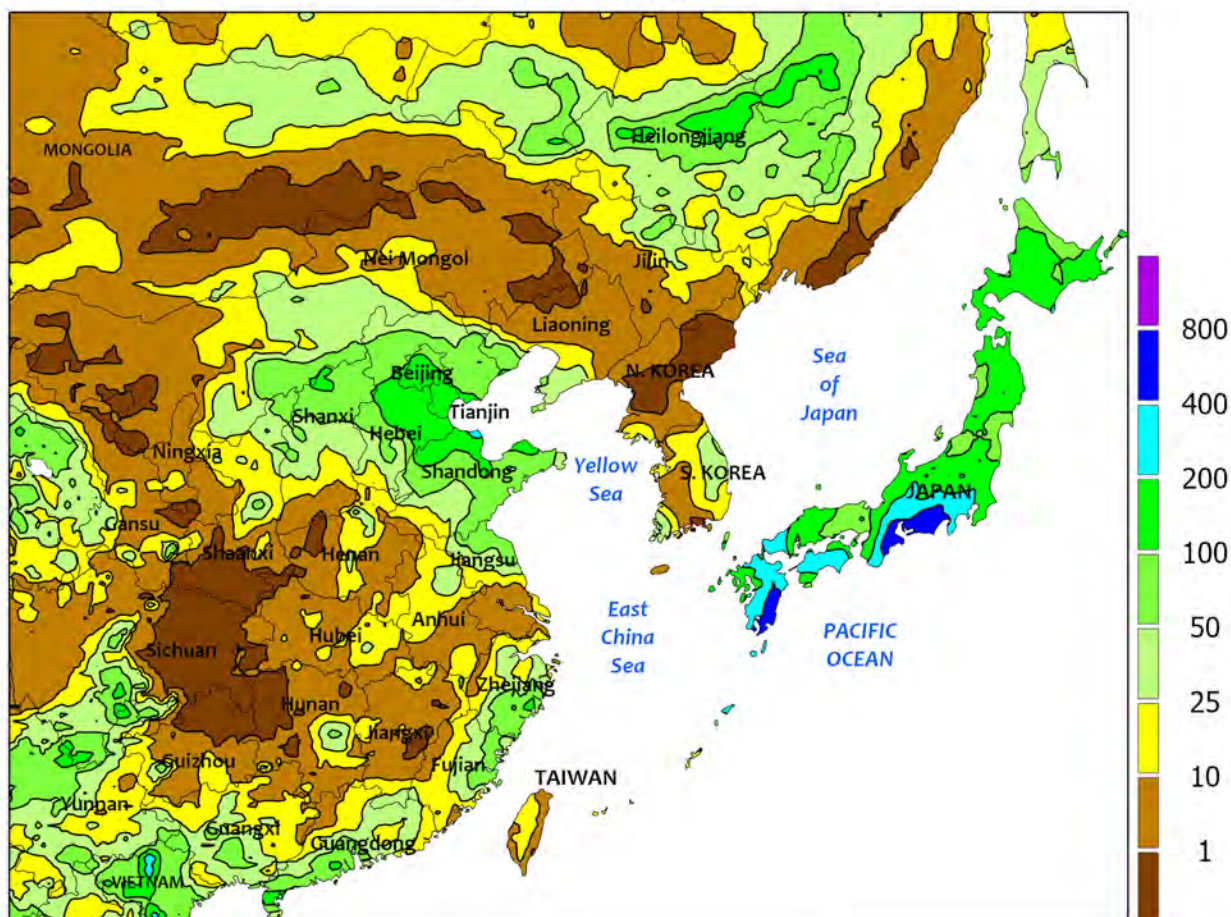 Heilongjiang
MONGOLIA
Nei Mongol
Jilin
Liaoning
Beijing
N. KOREA
Sea
of
Japan
Shanxi
Tianjin
Hebei
Ningxia
Shandong
Yellow
Sea
S. KOREA
JAPAN
Gansu
Shaanxi
Henan
Jiangsu
Anhui
Hubei
East
China
Sea
PACIFIC
OCEAN
Sichuan
Zhejiang
Hunan
Jiangxi
Guizhou
Fujian
TAIWAN
Yunnan
Guangxi
Guangdong
VIETNAM
800
400
200
100
50
25
10
1